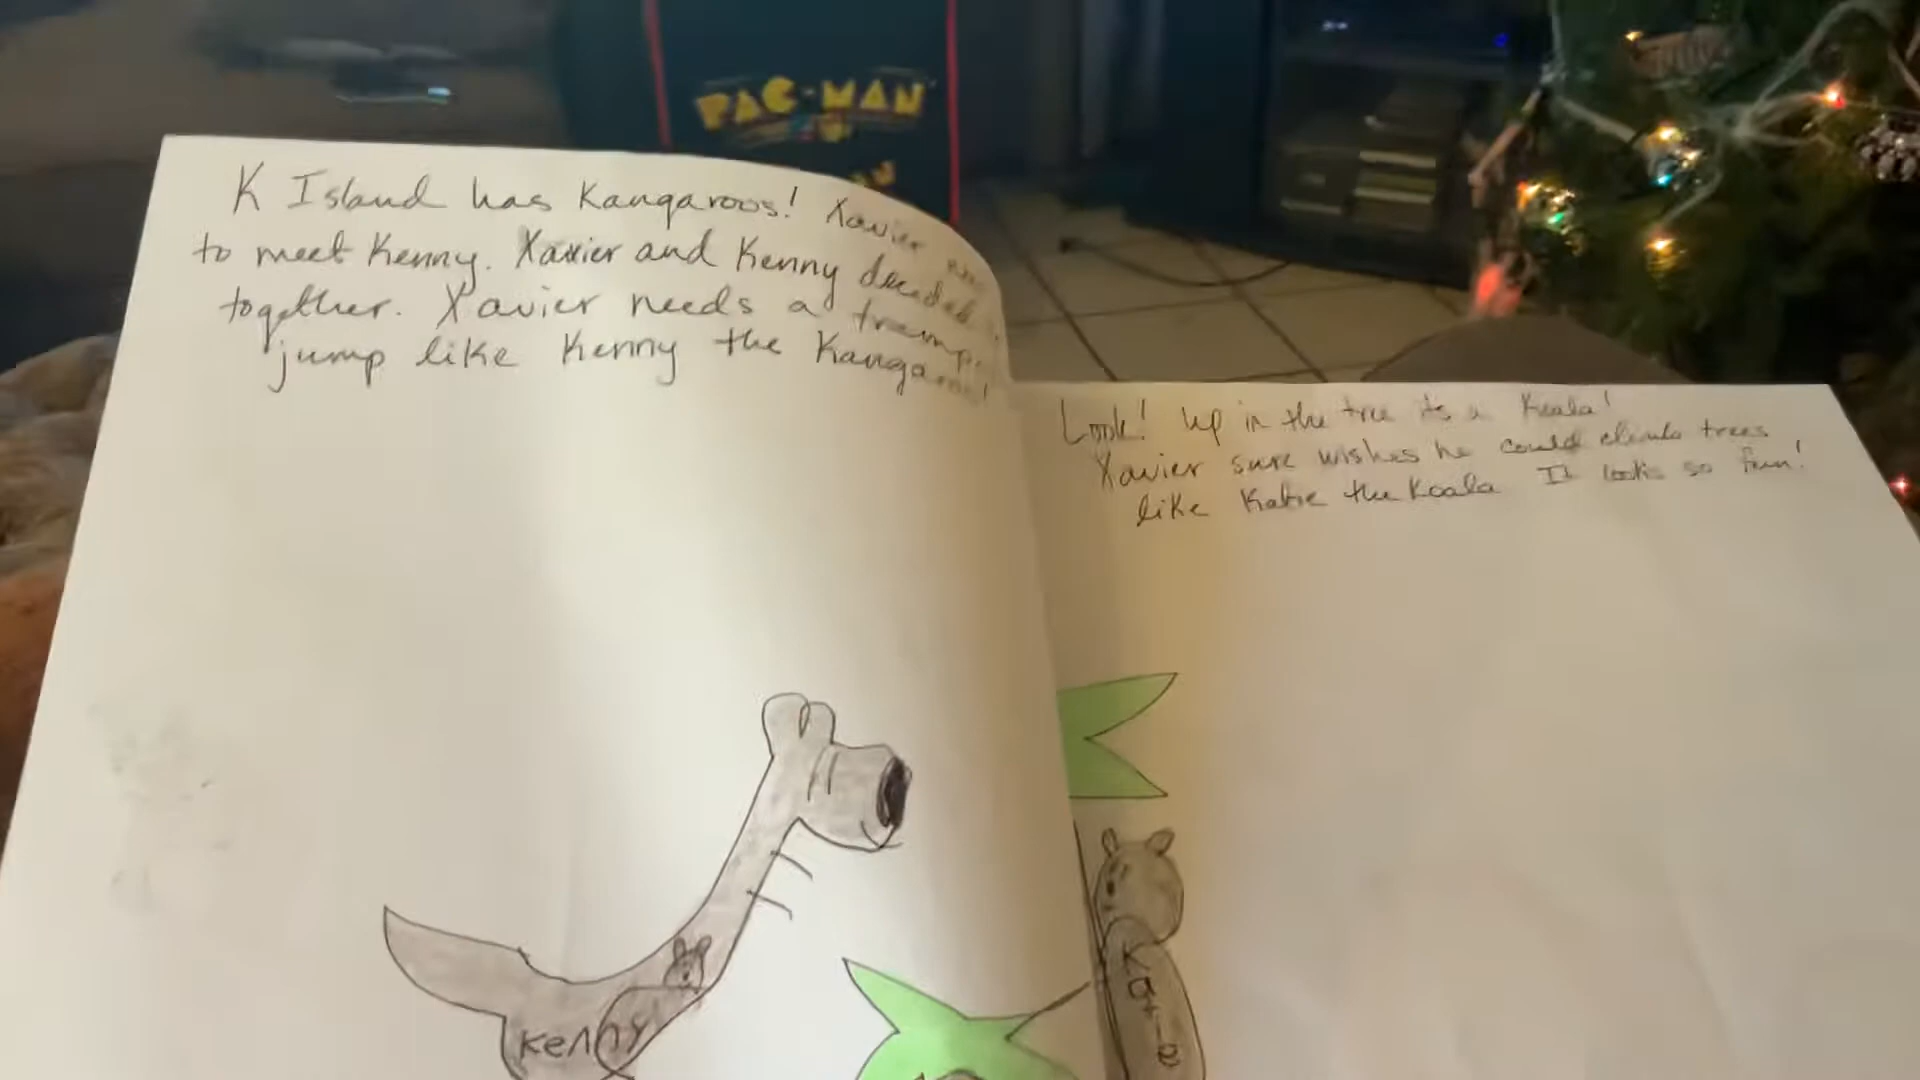 PAC-MAN
K Island has Kangaroos! Xavier
to meet Kenny. Xavier and Kenny decided
together. Xavier needs a
jump like Kenny the Kangaroo!
Kenny
Look! Up in the tree its a Koala!
Xavier sure wishes he could climb trees
like Katie the Koala It looks so fun!
Katie